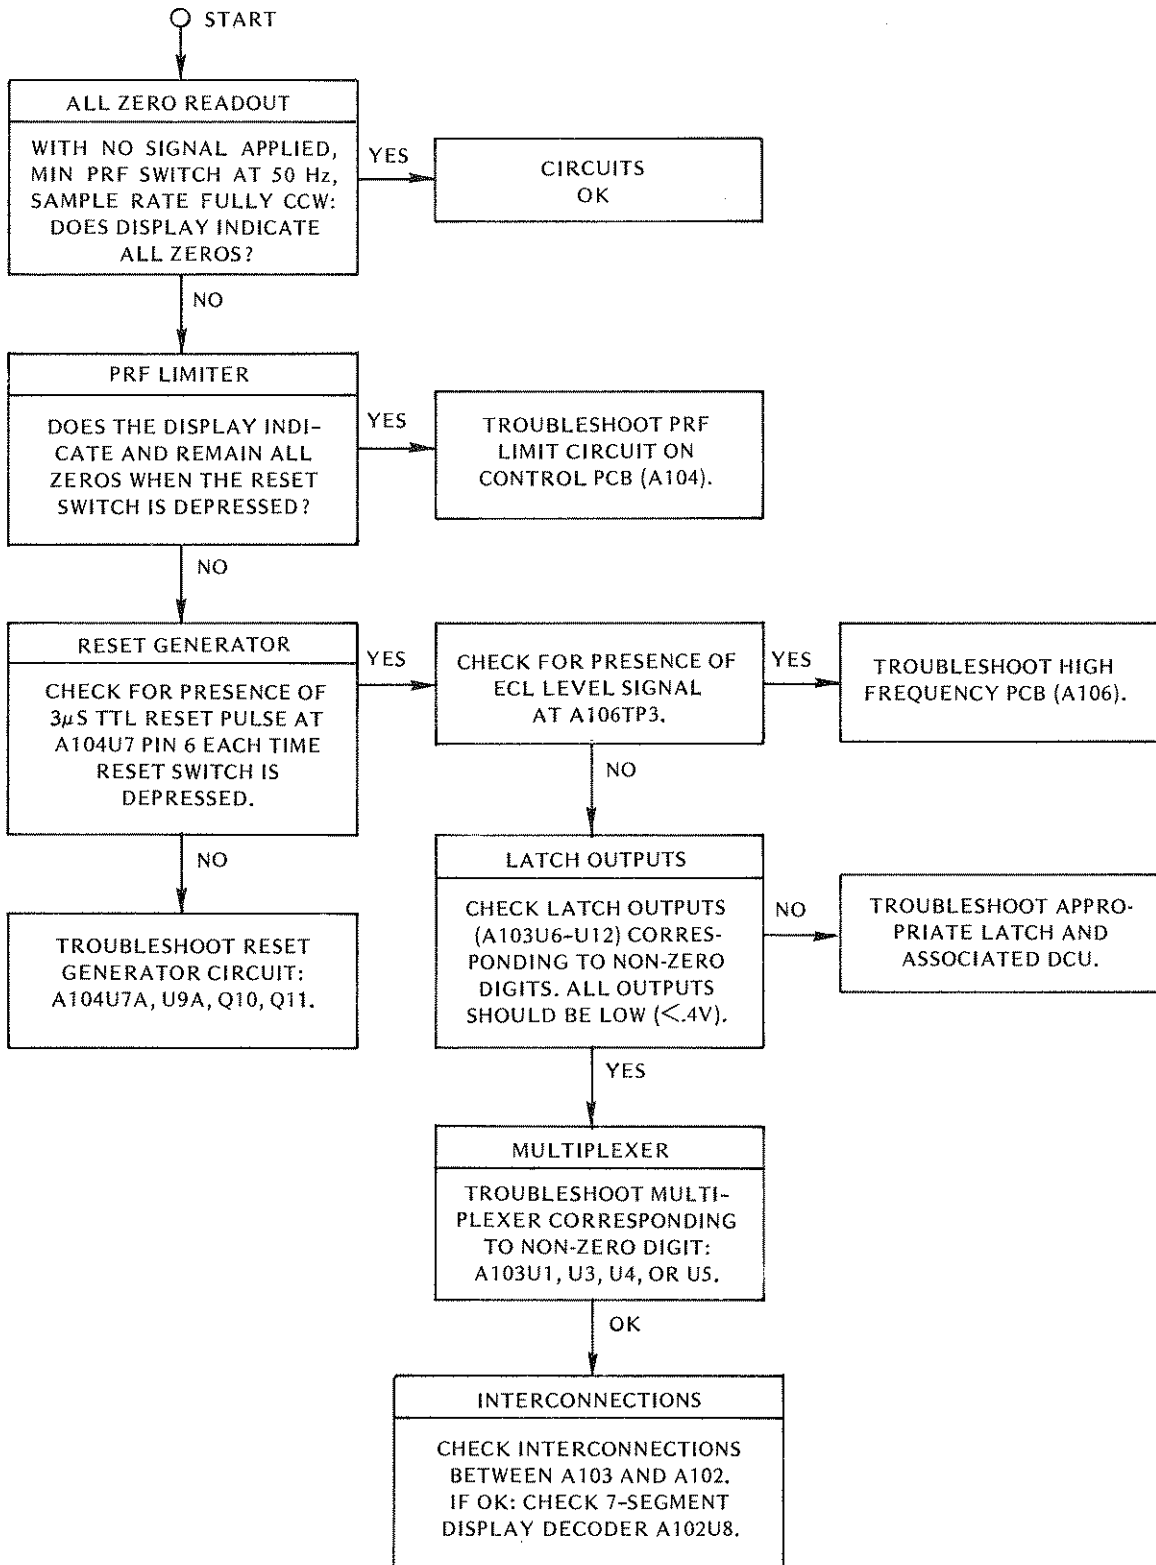 START
ALL ZERO READOUT
WITH NO SIGNAL APPLIED,
MIN PRF SWITCH AT 50 Hz,
SAMPLE RATE FULLY CCW:
DOES DISPLAY INDICATE
ALL ZEROS?
YES
CIRCUITS
OK
NO
PRF LIMITER
DOES THE DISPLAY INDI-
CATE AND REMAIN ALL
ZEROS WHEN THE RESET
SWITCH IS DEPRESSED?
YES
TROUBLESHOOT PRF
LIMIT CIRCUIT ON
CONTROL PCB (A104).
NO
RESET GENERATOR
CHECK FOR PRESENCE OF
3µS TTL RESET PULSE AT
A104U7 PIN 6 EACH TIME
RESET SWITCH IS
DEPRESSED.
YES
CHECK FOR PRESENCE OF
ECL LEVEL SIGNAL
AT A106TP3.
YES
TROUBLESHOOT HIGH
FREQUENCY PCB (A106).
NO
TROUBLESHOOT RESET
GENERATOR CIRCUIT:
A104U7A, U9A, Q10, Q11.
NO
LATCH OUTPUTS
CHECK LATCH OUTPUTS
(A103U6-U12) CORRES-
PONDING TO NON-ZERO
DIGITS. ALL OUTPUTS
SHOULD BE LOW (<.4V).
NO
TROUBLESHOOT APPRO-
PRIATE LATCH AND
ASSOCIATED DCU.
YES
MULTIPLEXER
TROUBLESHOOT MULTI-
PLEXER CORRESPONDING
TO NON-ZERO DIGIT:
A103U1, U3, U4, OR U5.
OK
INTERCONNECTIONS
CHECK INTERCONNECTIONS
BETWEEN A103 AND A102.
IF OK: CHECK 7-SEGMENT
DISPLAY DECODER A102U8.